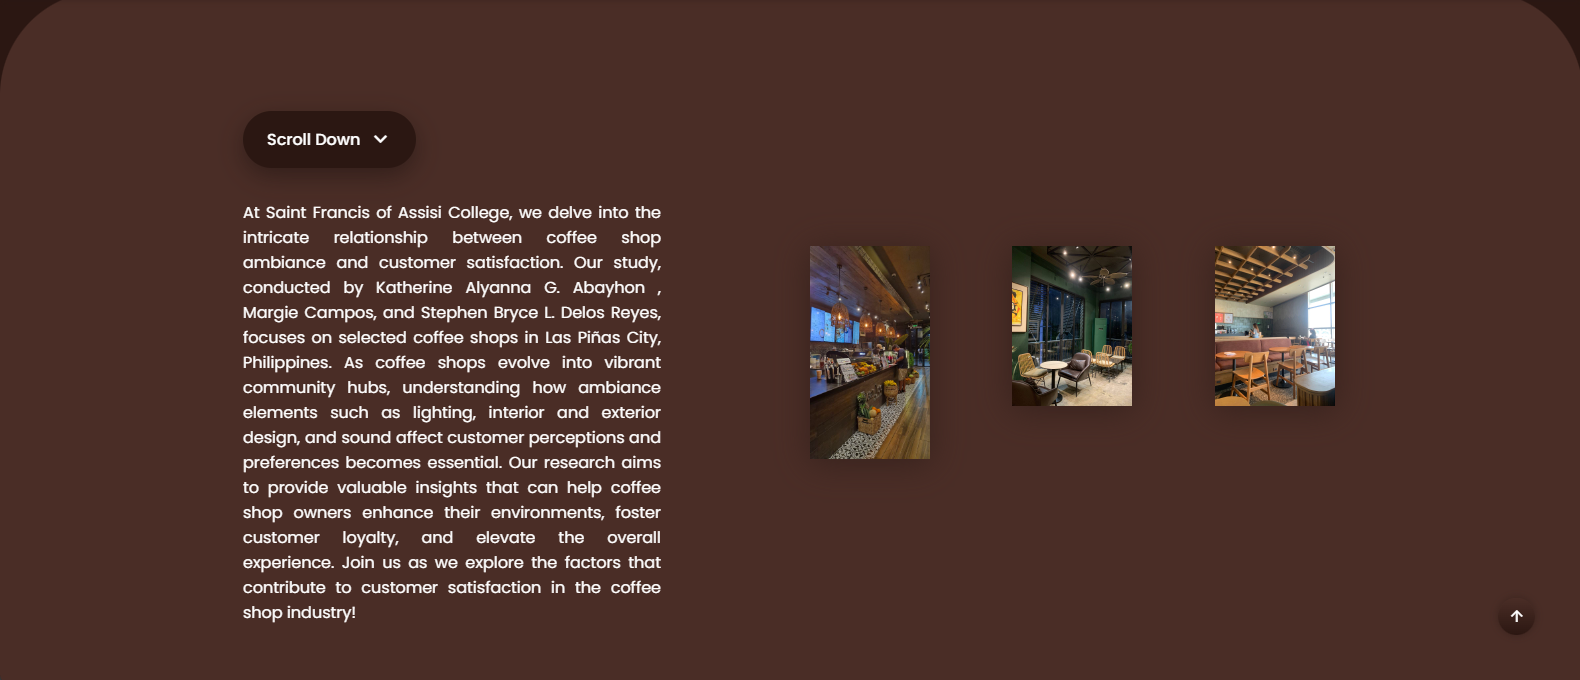 Scroll Down
At Saint Francis of Assisi College, we delve into the
intricate relationship between coffee shop
ambiance and customer satisfaction. Our study,
conducted by Katherine Alyanna G. Abayhon ,
Margie Campos, and Stephen Bryce L. Delos Reyes,
focuses on selected coffee shops in Las Piñas City,
Philippines. As coffee shops evolve into vibrant
community hubs, understanding how ambiance
elements such as lighting, interior and exterior
design, and sound affect customer perceptions and
preferences becomes essential. Our research aims
to provide valuable insights that can help coffee
shop owners enhance their environments, foster
customer loyalty, and elevate the overall
experience. Join us as we explore the factors that
contribute to customer satisfaction in the coffee
shop industry!